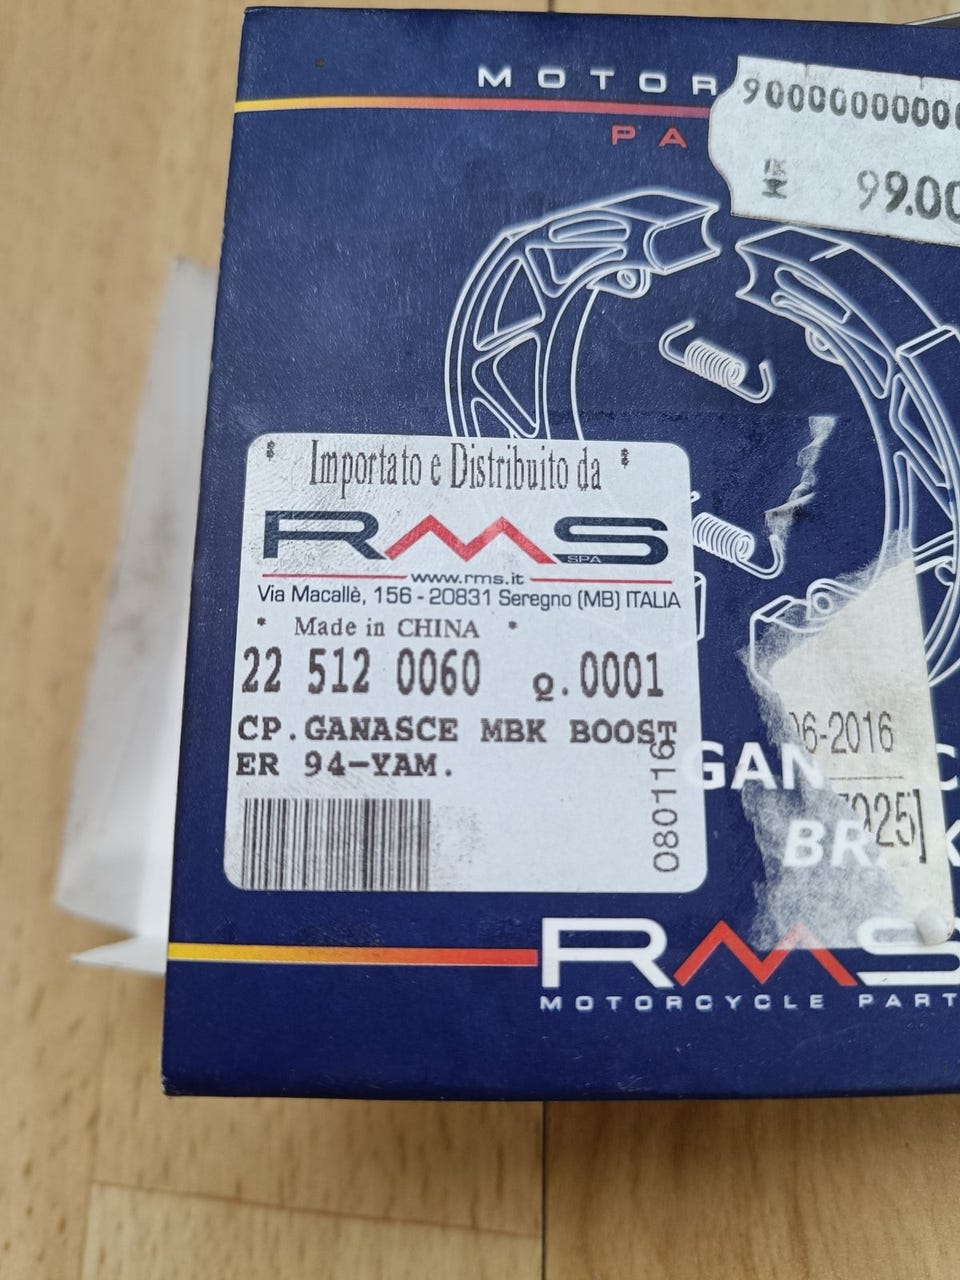 MOTOR
PA
90000000000
99.00
* Importato e Distribuito da *
RMS
SPA
www.rms.it
Via Macallè, 156 - 20831 Seregno (MB) ITALIA
* Made in CHINA *
22 512 0060 Q.0001
CP.GANASCE MBK BOOST
ER 94-YAM.
080116
06-2016
925]
GAN C
BR K
RMS
MOTORCYCLE PART